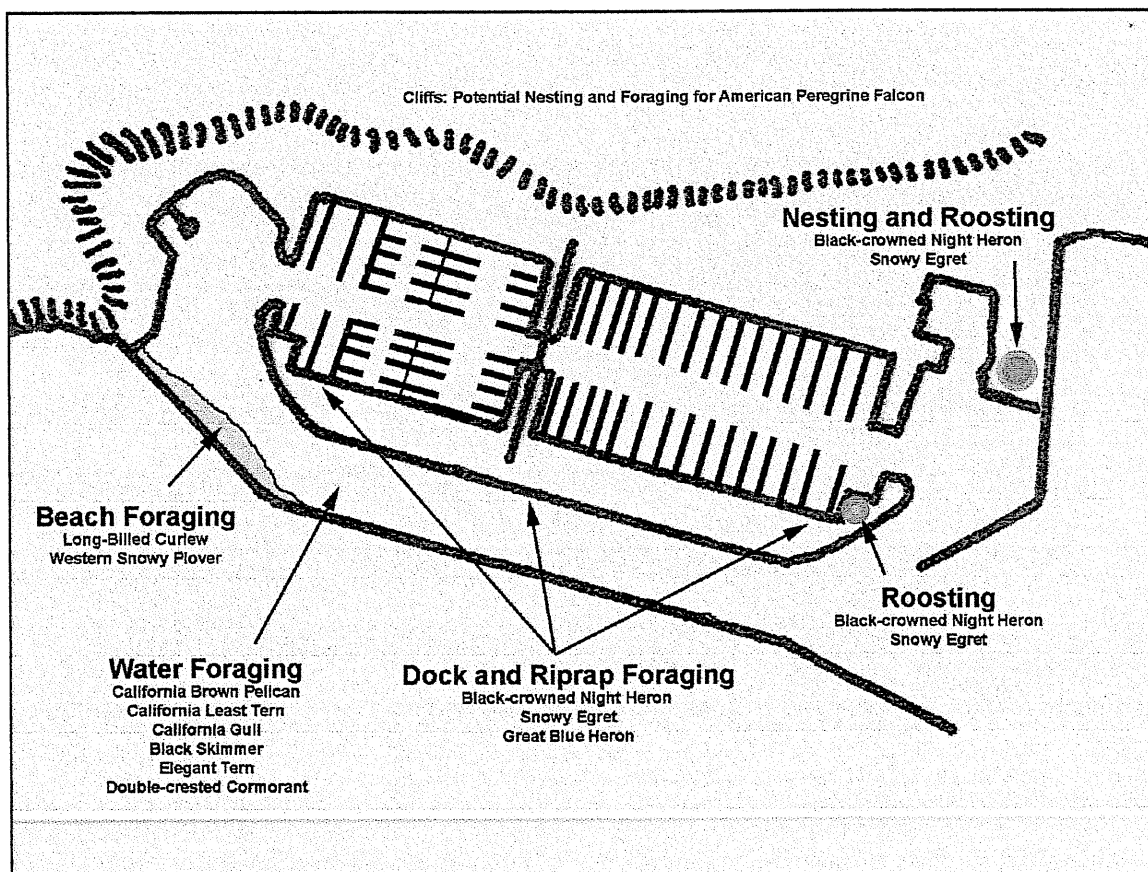 Cliffs: Potential Nesting and Foraging for American Peregrine Falcon
Nesting and Roosting
Black-crowned Night Heron
Snowy Egret
Beach Foraging
Long-Billed Curlew
Western Snowy Plover
Roosting
Black-crowned Night Heron
Snowy Egret
Water Foraging
California Brown Pelican
California Least Tern
California Gull
Black Skimmer
Elegant Tern
Double-crested Cormorant
Dock and Riprap Foraging
Black-crowned Night Heron
Snowy Egret
Great Blue Heron